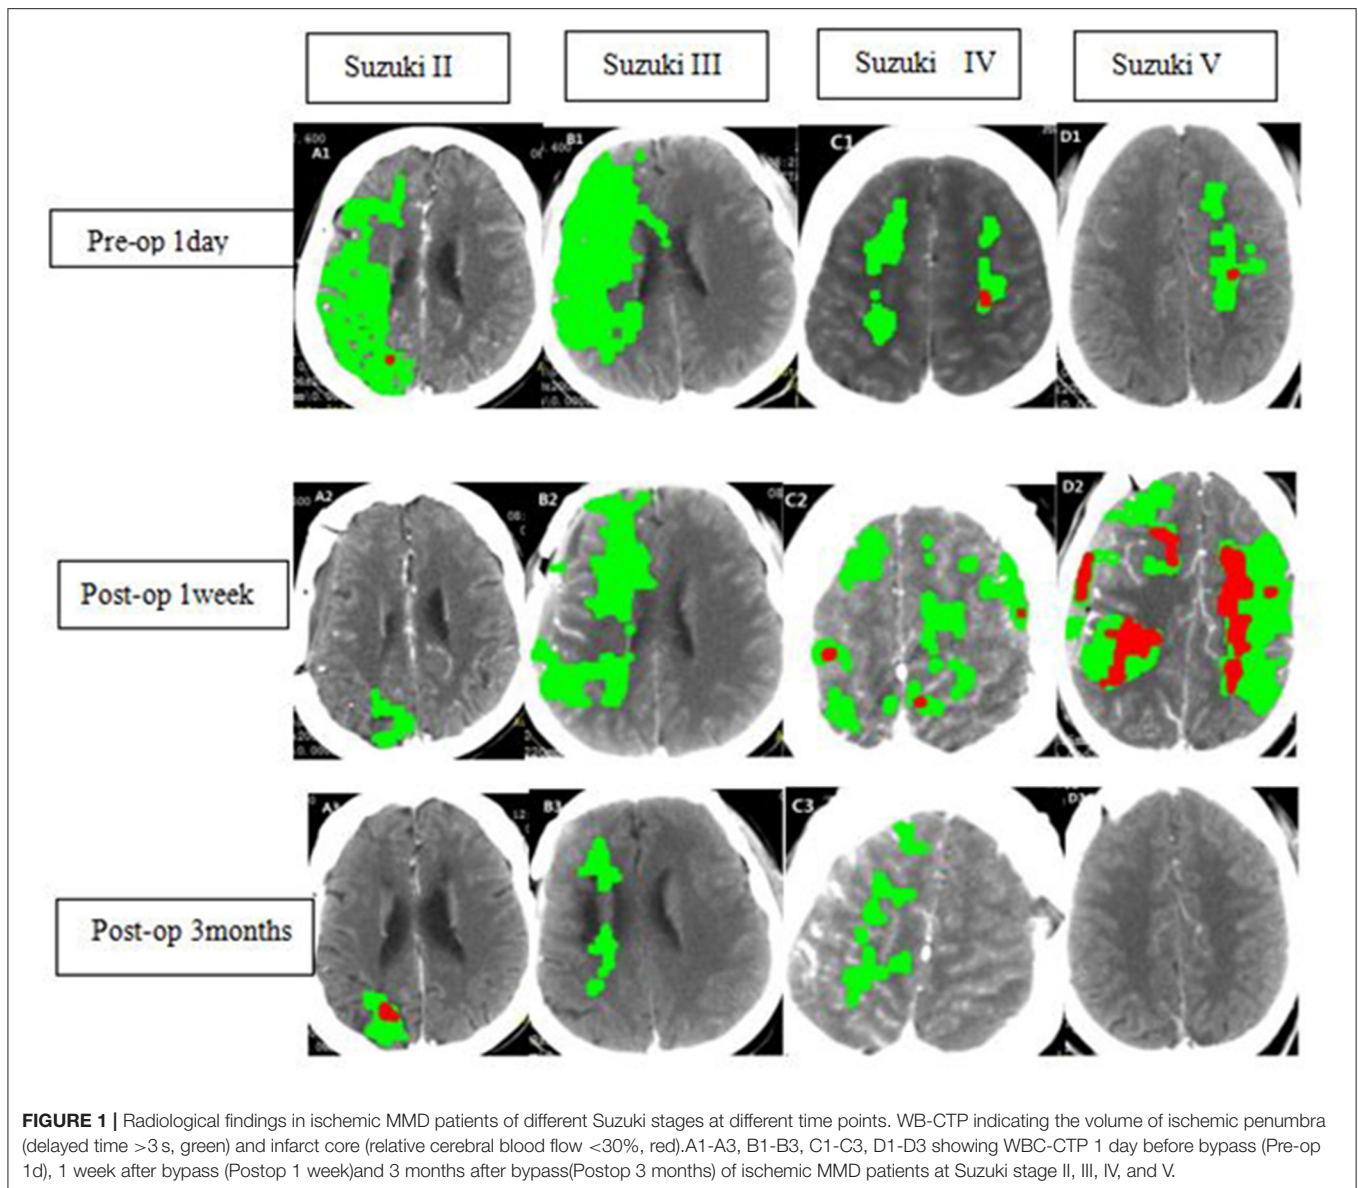 Suzuki II
Suzuki III
Suzuki IV
Suzuki V
Pre-op 1day
A1
B1
C1
D1
Post-op 1week
A2
B2
C2
D2
Post-op 3months
A3
B3
C3
D3
FIGURE 1 | Radiological findings in ischemic MMD patients of different Suzuki stages at different time points. WB-CTP indicating the volume of ischemic penumbra
(delayed time >3 s, green) and infarct core (relative cerebral blood flow <30%, red).A1-A3, B1-B3, C1-C3, D1-D3 showing WBC-CTP 1 day before bypass (Pre-op
1d), 1 week after bypass (Postop 1 week)and 3 months after bypass(Postop 3 months) of ischemic MMD patients at Suzuki stage II, III, IV, and V.